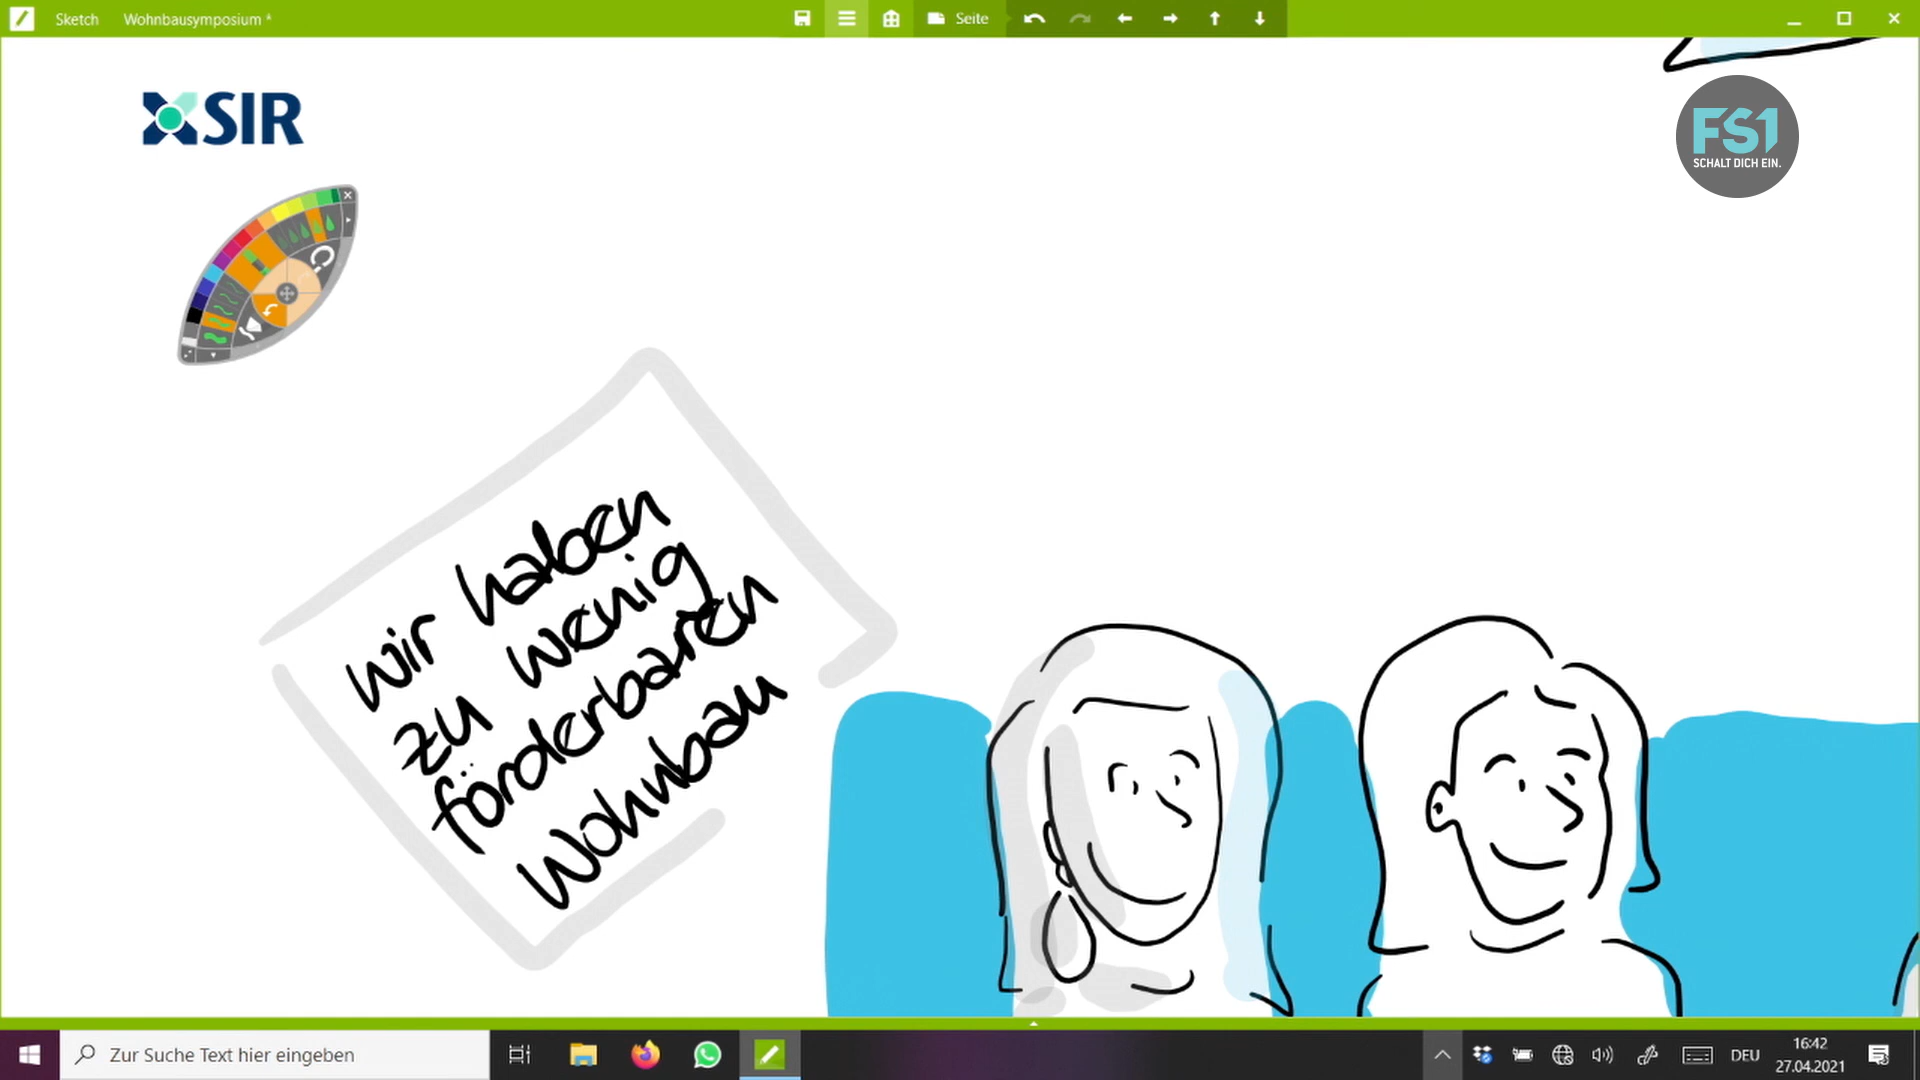 Sketch
Wohnbausymposium *
Seite
SIR
FS1
SCHALT DICH EIN.
wir haben
zu wenig
förderbaren
Wohnbau
Zur Suche Text hier eingeben
DEU
16:42
27.04.2021
3